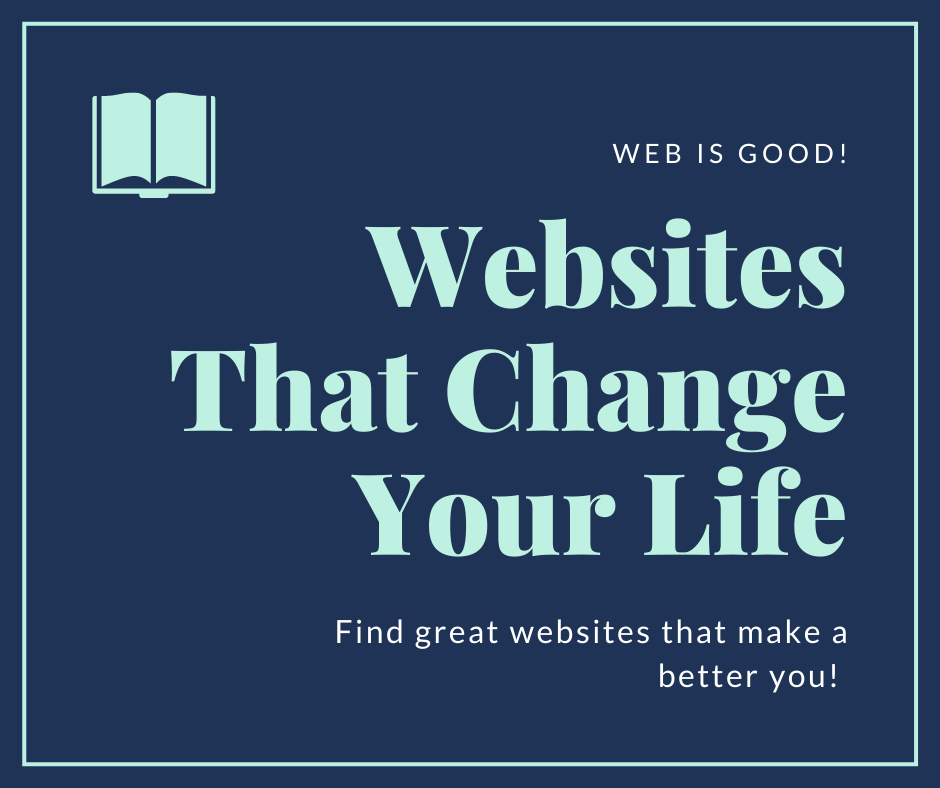 WEB IS GOOD!
Websites
That Change
Your Life
Find great websites that make a
better you!